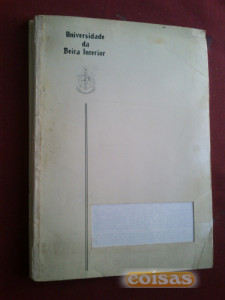 Universidade
da
Beira Interior
coisas